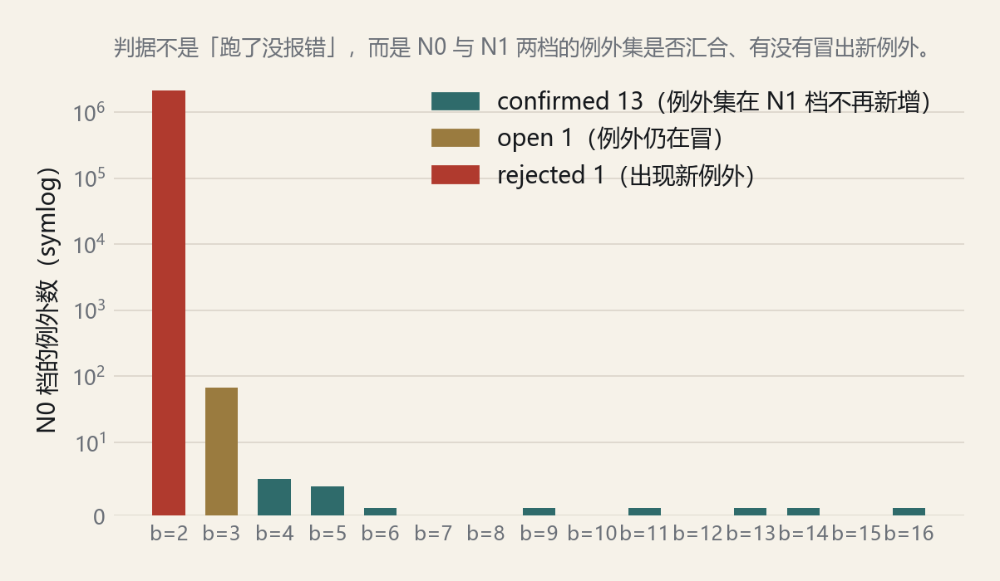 判据不是「跑了没报错」，而是 N0 与 N1 两档的例外集是否汇合、有没有冒出新例外。
confirmed 13（例外集在 N1 档不再新增）
open 1（例外仍在冒）
rejected 1（出现新例外）
N0 档的例外数（symlog）
10⁶
10⁵
10⁴
10³
10²
10¹
0
b=2 b=3 b=4 b=5 b=6 b=7 b=8 b=9 b=10 b=11 b=12 b=13 b=14 b=15 b=16